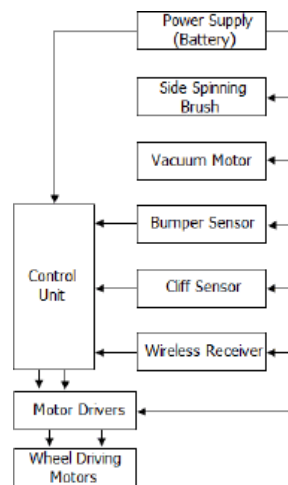 Power Supply
(Battery)
Side Spinning
Brush
Vacuum Motor
Bumper Sensor
Control
Unit
Cliff Sensor
Wireless Receiver
Motor Drivers
Wheel Driving
Motors